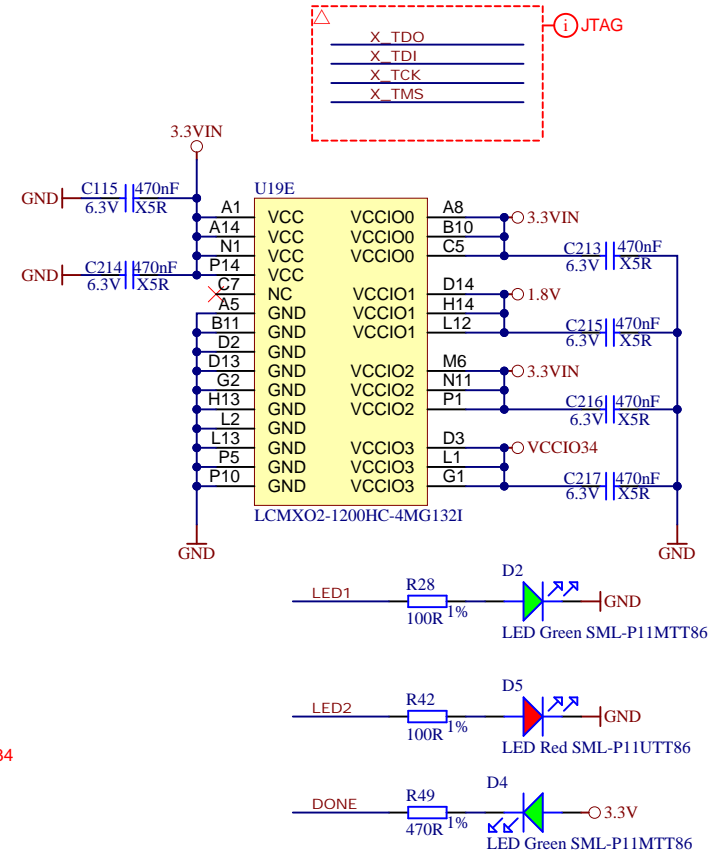 i JTAG
X_TDO
X_TDI
X_TCK
X_TMS
3.3VIN
GND C115 470nF
6.3V X5R
GND C214 470nF
6.3V X5R
U19E
A1 VCC VCCIO0 A8 3.3VIN
A14 VCC VCCIO0 B10
N1 VCC VCCIO0 C5
P14 VCC
C7 NC VCCIO1 D14 1.8V
A5 GND VCCIO1 H14
B11 GND VCCIO1 L12
D2 GND
D13 GND VCCIO2 M6 3.3VIN
G2 GND VCCIO2 N11
H13 GND VCCIO2 P1
L2 GND
L13 GND VCCIO3 D3 VCCIO34
P5 GND VCCIO3 L1
P10 GND VCCIO3 G1
LCMXO2-1200HC-4MG132I
C213 470nF
6.3V X5R
C215 470nF
6.3V X5R
C216 470nF
6.3V X5R
C217 470nF
6.3V X5R
GND
GND
D2
LED1 R28 GND
100R 1%
LED Green SML-P11MTT86
D5
LED2 R42 GND
100R 1%
LED Red SML-P11UTT86
34
D4
DONE R49 3.3V
470R 1%
LED Green SML-P11MTT86